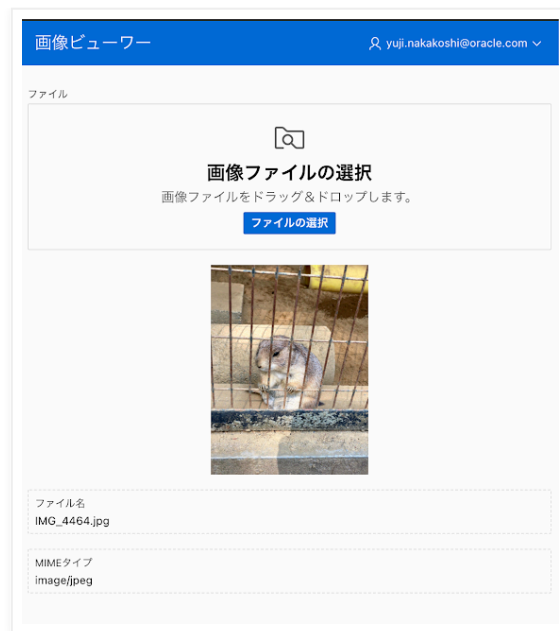 画像ビューワー
yuji.nakakoshi@oracle.com
ファイル
画像ファイルの選択
画像ファイルをドラッグ＆ドロップします。
ファイルの選択
ファイル名
IMG_4464.jpg
MIMEタイプ
image/jpeg